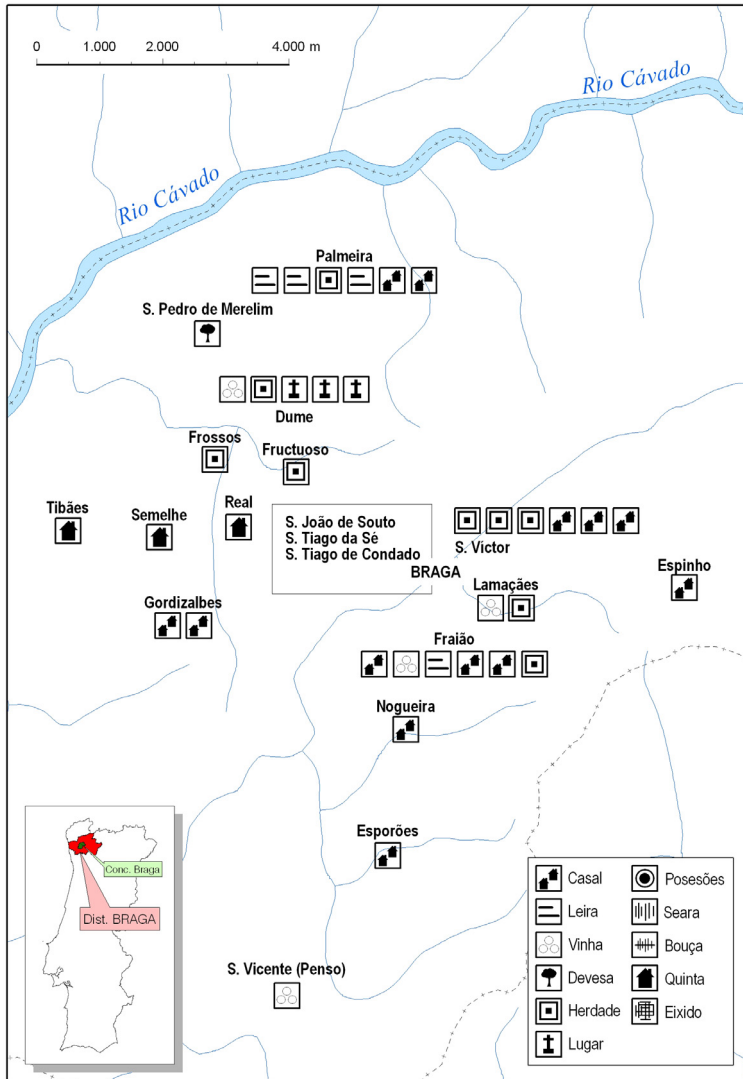 0 1.000 2.000 4.000 m
Rio Cávado
Rio Cávado
Palmeira
S. Pedro de Merelim
Dume
Frossos
Fructuoso
Tibães
Semelhe
Real
S. João de Souto
S. Tiago da Sé
S. Tiago de Condado
S. Victor
BRAGA
Lamações
Espinho
Gordizalbes
Fraião
Nogueira
Esporões
S. Vicente (Penso)
Conc. Braga
Dist. BRAGA
Casal
Leira
Vinha
Devesa
Herdade
Lugar
Posesões
Seara
Bouça
Quinta
Eixido